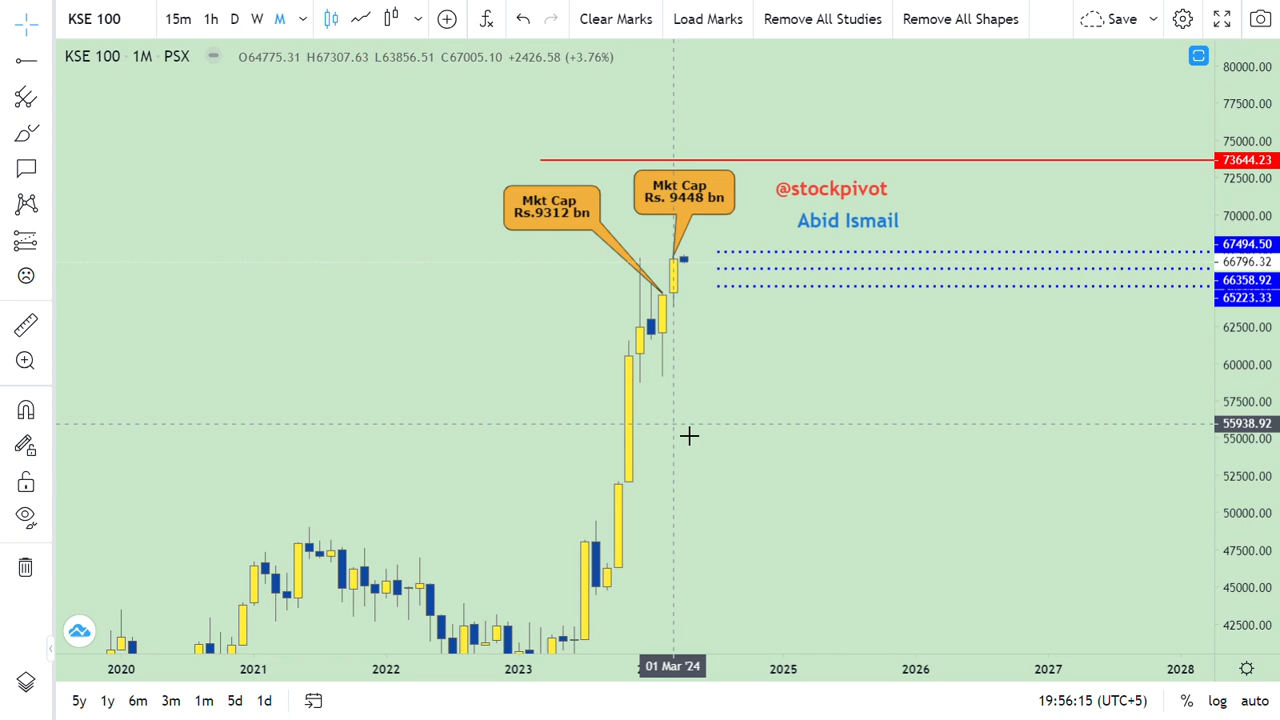 KSE 100 15m 1h D W M Clear Marks Load Marks Remove All Studies Remove All Shapes Save
KSE 100 1M PSX O64775.31 H67307.63 L63856.51 C67005.10 +2426.58 (+3.76%)
80000.00
77500.00
75000.00
73644.23
72500.00
70000.00
67494.50
66796.32
66358.92
65223.33
62500.00
60000.00
57500.00
55938.92
55000.00
52500.00
50000.00
47500.00
45000.00
42500.00
Mkt Cap
Rs.9312 bn
Mkt Cap
Rs. 9448 bn
@stockpivot
Abid Ismail
2020 2021 2022 2023 01 Mar '24 2025 2026 2027 2028
5y 1y 6m 3m 1m 5d 1d 19:56:15 (UTC+5) % log auto